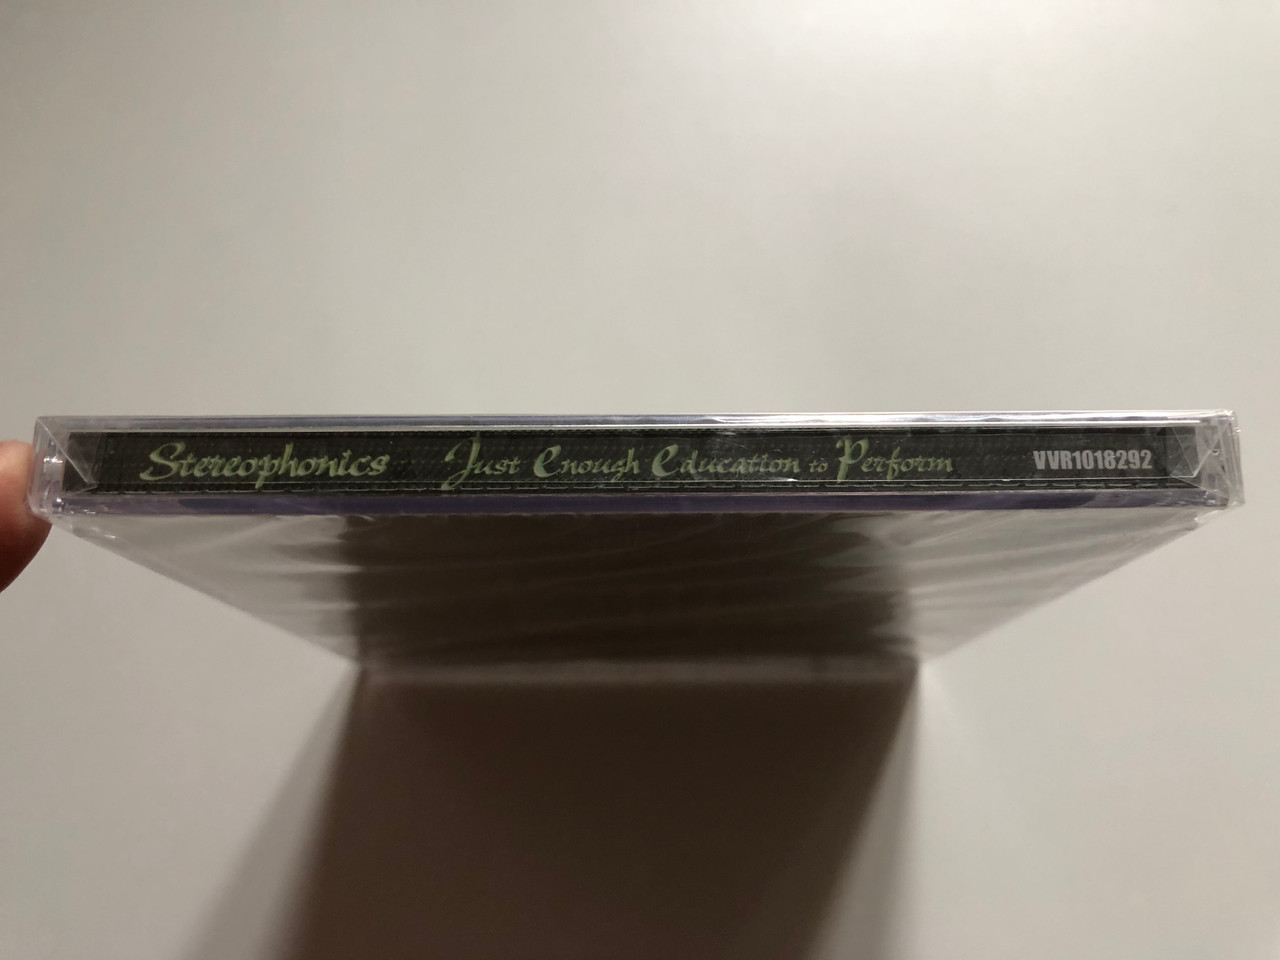 Stereophonics Just Enough Education to Perform VVR1018292